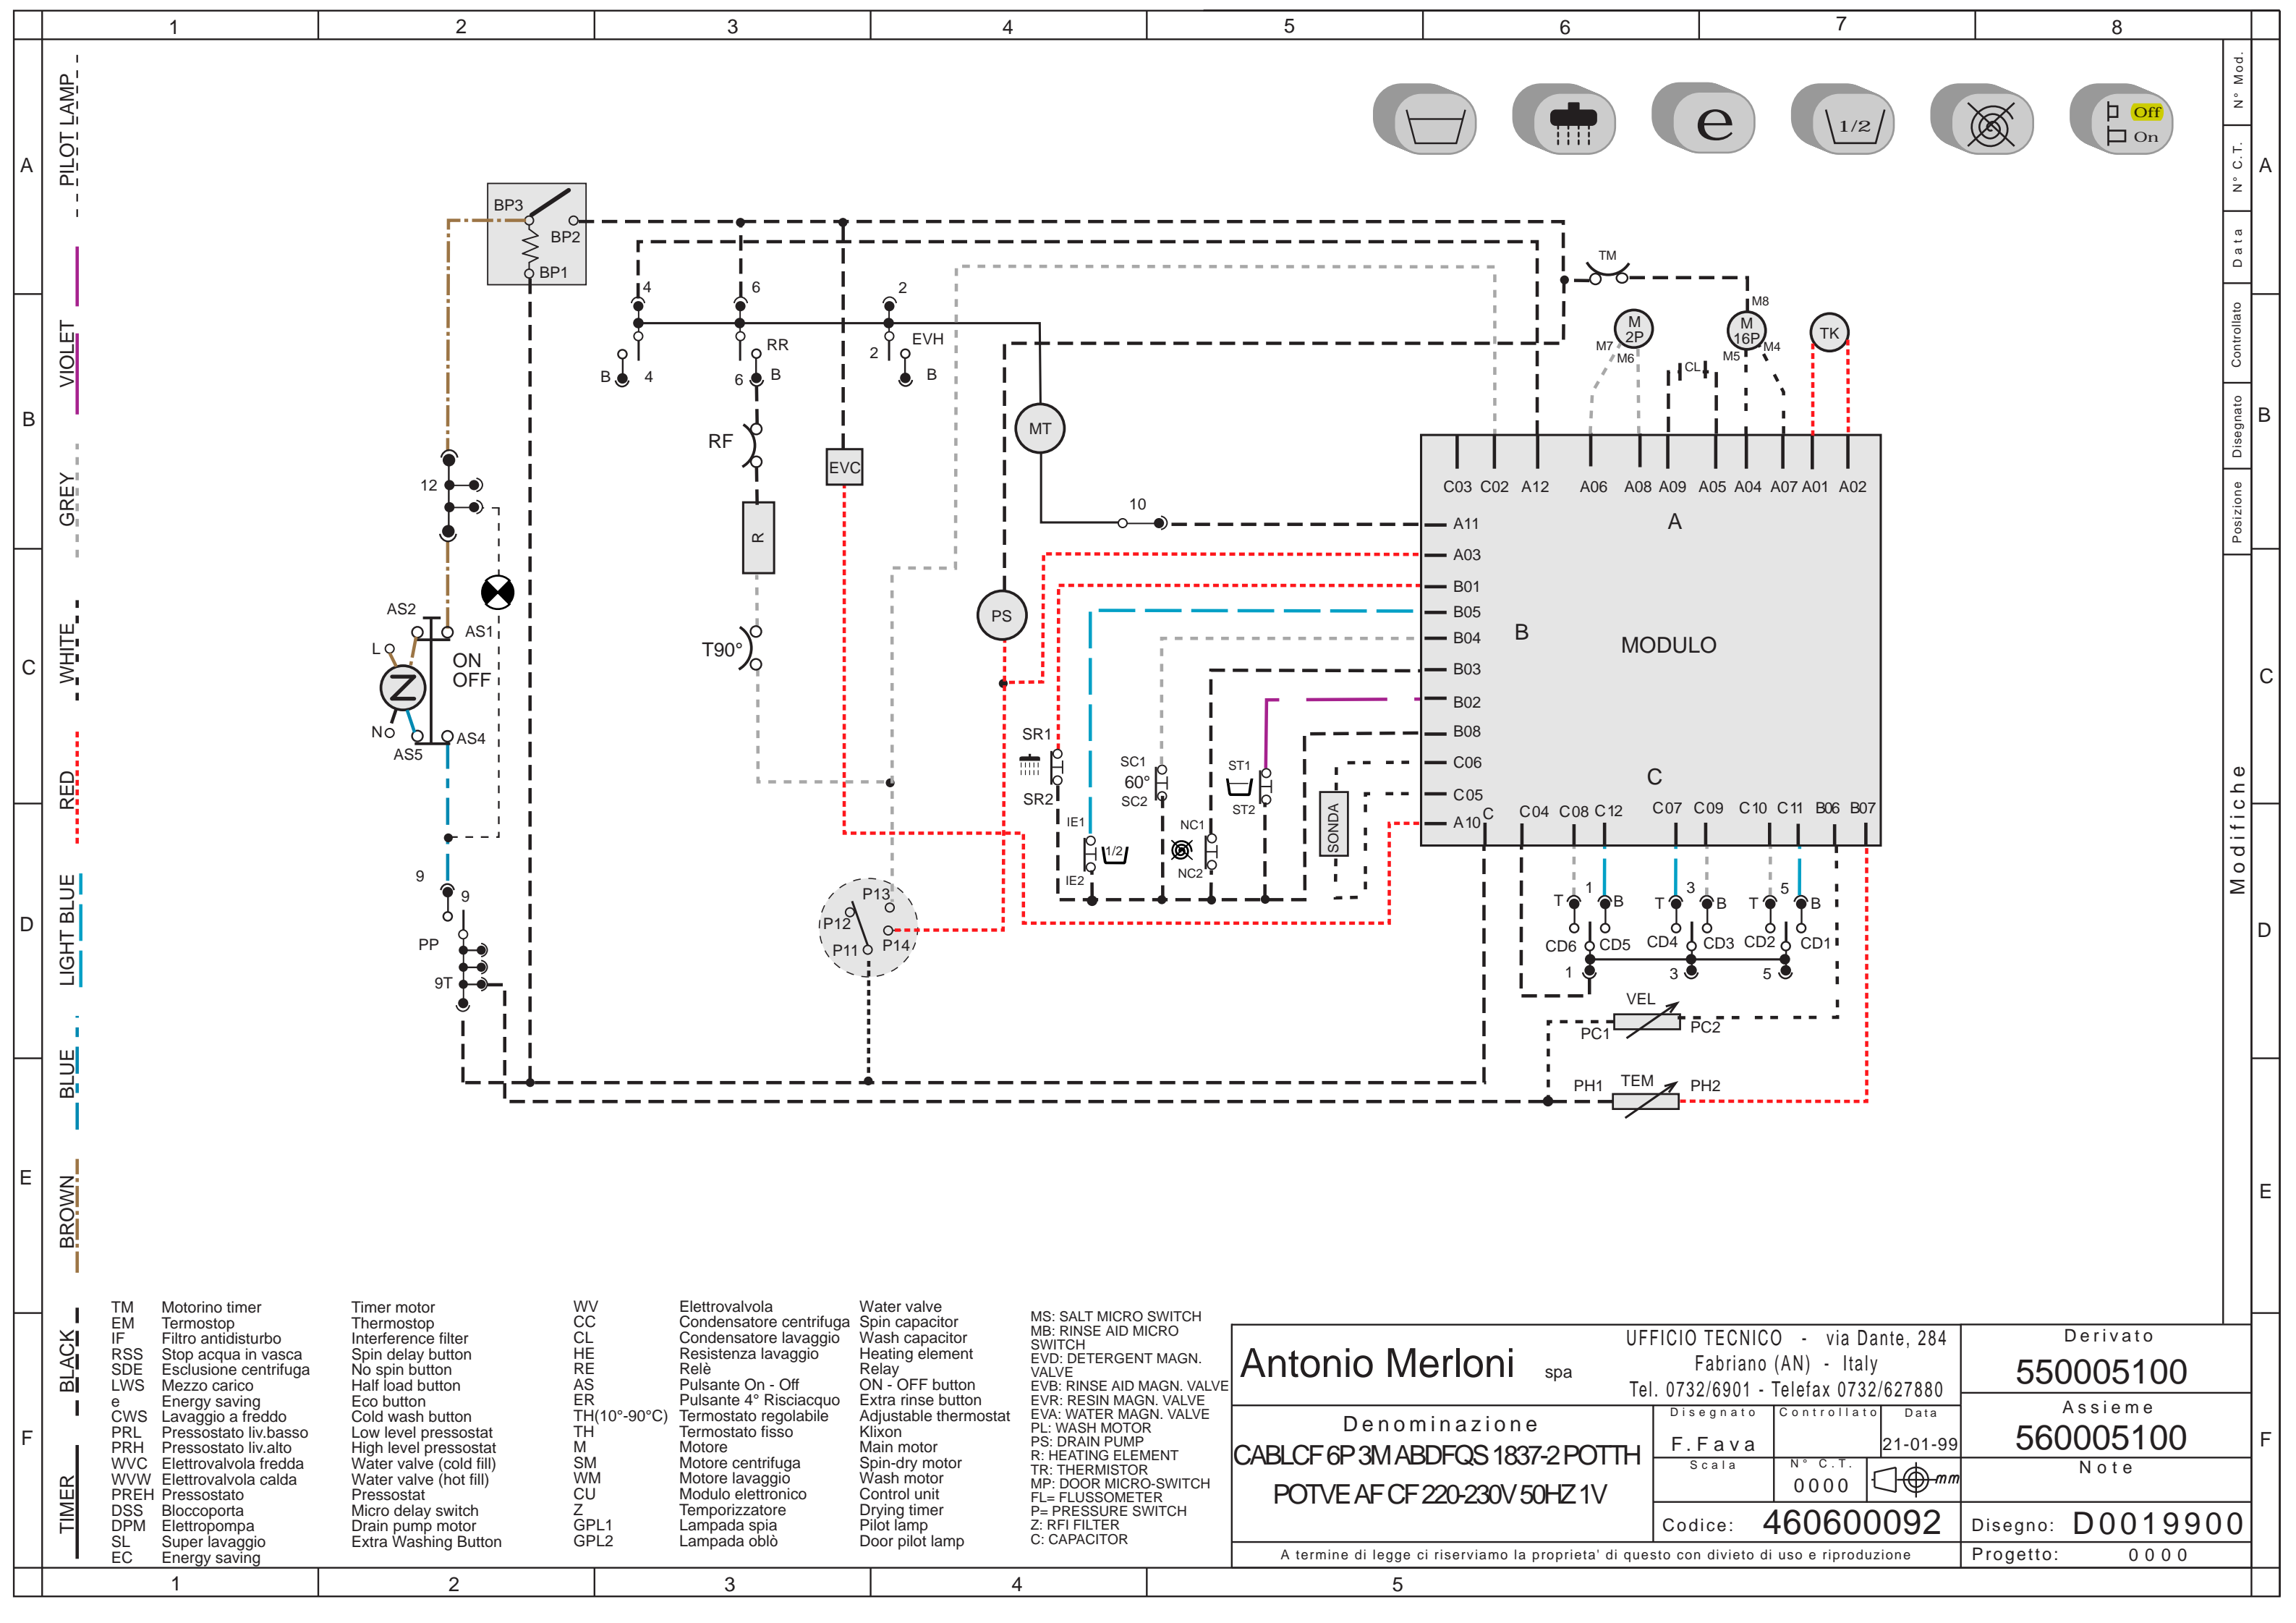 1 2 3 4 5 6 7 8
A B C D E F
PILOT LAMP
VIOLET
GREY
WHITE
RED
LIGHT BLUE
BLUE
BROWN
BLACK
TIMER
1/2
e
Off
On
N° Mod.
N° C.T.
Data
Controllato
Disegnato
Posizione
Modifiche
A B C D E F
BP3
BP2
BP1
4 6 2
RR
EVH
2
B 4
6 B
B
TM
M8
M 2P
M 16P
TK
M7
M6
M5
M4
CL
RF
MT
EVC
12
R
10
C03 C02 A12 A06 A08 A09 A05 A04 A07 A01 A02
A
A11
A03
B01
B05
B04
B03
B02
B08
C06
C05
A10
B
MODULO
C
C C04 C08 C12 C07 C09 C10 C11 B06 B07
AS2
AS1
L
ON
OFF
Z
N
AS5
AS4
T90°
PS
SR1
SR2
SC1
60°
SC2
ST1
ST2
IE1
1/2
IE2
NC1
NC2
SONDA
9
9
PP
9T
P13
P12
P11
P14
T 1 B T 3 B T 5 B
CD6 CD5 CD4 CD3 CD2 CD1
1 3 5
VEL
PC1 PC2
TEM
PH1 PH2
TM Motorino timer Timer motor
EM Termostop Thermostop
IF Filtro antidisturbo Interference filter
RSS Stop acqua in vasca Spin delay button
SDE Esclusione centrifuga No spin button
LWS Mezzo carico Half load button
e Energy saving Eco button
CWS Lavaggio a freddo Cold wash button
PRL Pressostato liv.basso Low level pressostat
PRH Pressostato liv.alto High level pressostat
WVC Elettrovalvola fredda Water valve (cold fill)
WVW Elettrovalvola calda Water valve (hot fill)
PREH Pressostato Pressostat
DSS Bloccoporta Micro delay switch
DPM Elettropompa Drain pump motor
SL Super lavaggio Extra Washing Button
EC Energy saving
WV Elettrovalvola Water valve
CC Condensatore centrifuga Spin capacitor
CL Condensatore lavaggio Wash capacitor
HE Resistenza lavaggio Heating element
RE Relè Relay
AS Pulsante On - Off ON - OFF button
ER Pulsante 4° Risciacquo Extra rinse button
TH(10°-90°C) Termostato regolabile Adjustable thermostat
TH Termostato fisso Klixon
M Motore Main motor
SM Motore centrifuga Spin-dry motor
WM Motore lavaggio Wash motor
CU Modulo elettronico Control unit
Z Temporizzatore Drying timer
GPL1 Lampada spia Pilot lamp
GPL2 Lampada oblò Door pilot lamp
MS: SALT MICRO SWITCH
MB: RINSE AID MICRO
SWITCH
EVD: DETERGENT MAGN.
VALVE
EVB: RINSE AID MAGN. VALVE
EVR: RESIN MAGN. VALVE
EVA: WATER MAGN. VALVE
PL: WASH MOTOR
PS: DRAIN PUMP
R: HEATING ELEMENT
TR: THERMISTOR
MP: DOOR MICRO-SWITCH
FL= FLUSSOMETER
P= PRESSURE SWITCH
Z: RFI FILTER
C: CAPACITOR
Antonio Merloni spa
UFFICIO TECNICO - via Dante, 284
Fabriano (AN) - Italy
Tel. 0732/6901 - Telefax 0732/627880
Denominazione
CABLCF 6P 3M ABDFQS 1837-2 POTTH
POTVE AF CF 220-230V 50HZ 1V
Disegnato Controllato Data
F.Fava 21-01-99
Scala N° C.T.
0000
mm
Codice: 460600092
A termine di legge ci riserviamo la proprieta' di questo con divieto di uso e riproduzione
Derivato
550005100
Assieme
560005100
Note
Disegno: D0019900
Progetto: 0000
1 2 3 4 5